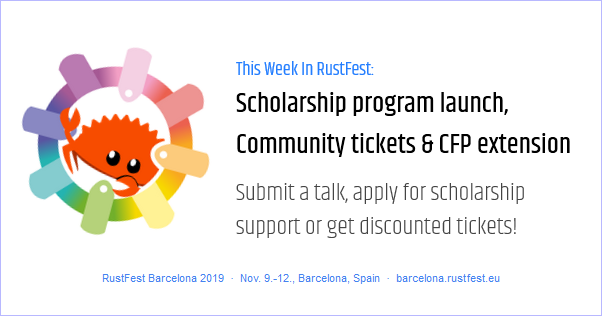 This Week In RustFest:
Scholarship program launch,
Community tickets & CFP extension
Submit a talk, apply for scholarship
support or get discounted tickets!
RustFest Barcelona 2019 · Nov. 9.-12., Barcelona, Spain · barcelona.rustfest.eu